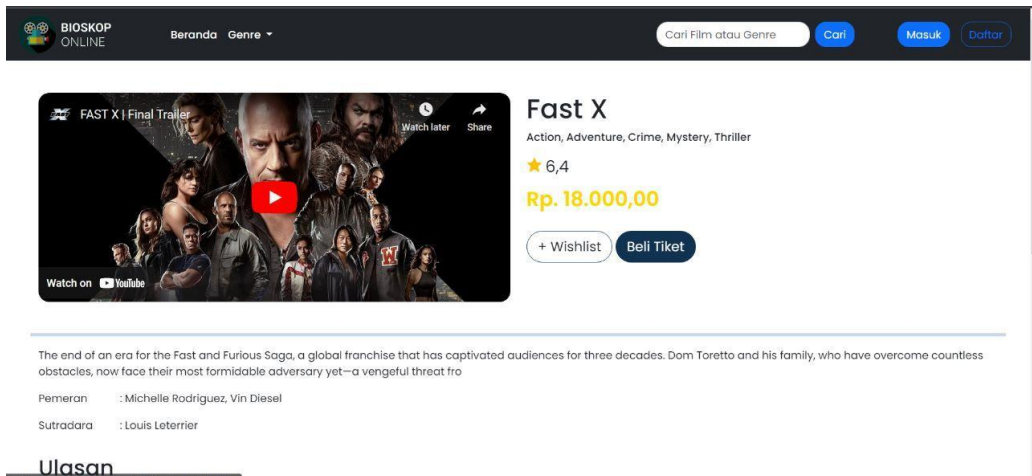 BIOSKOP
ONLINE
Beranda Genre
Cari Film atau Genre
Cari
Masuk
Daftar
FAST X | Final Trailer
Watch later
Share
Watch on YouTube
Fast X
Action, Adventure, Crime, Mystery, Thriller
6,4
Rp. 18.000,00
+ Wishlist
Beli Tiket
The end of an era for the Fast and Furious Saga, a global franchise that has captivated audiences for three decades. Dom Toretto and his family, who have overcome countless
obstacles, now face their most formidable adversary yet—a vengeful threat fro
Pemeran : Michelle Rodriguez, Vin Diesel
Sutradara : Louis Leterrier
Ulasan